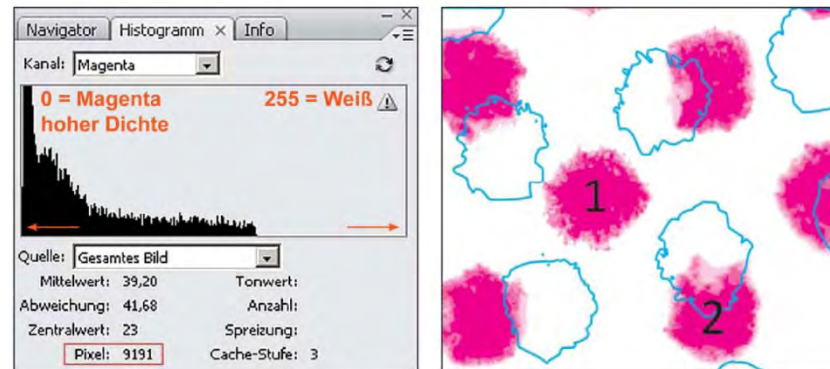 Navigator Histogramm × Info
Kanal: Magenta
0 = Magenta 255 = Weiß
hoher Dichte
Quelle: Gesamtes Bild
Mittelwert: 39,20 Tonwert:
Abweichung: 41,68 Anzahl:
Zentralwert: 23 Spreizung:
Pixel: 9191 Cache-Stufe: 3
1
2